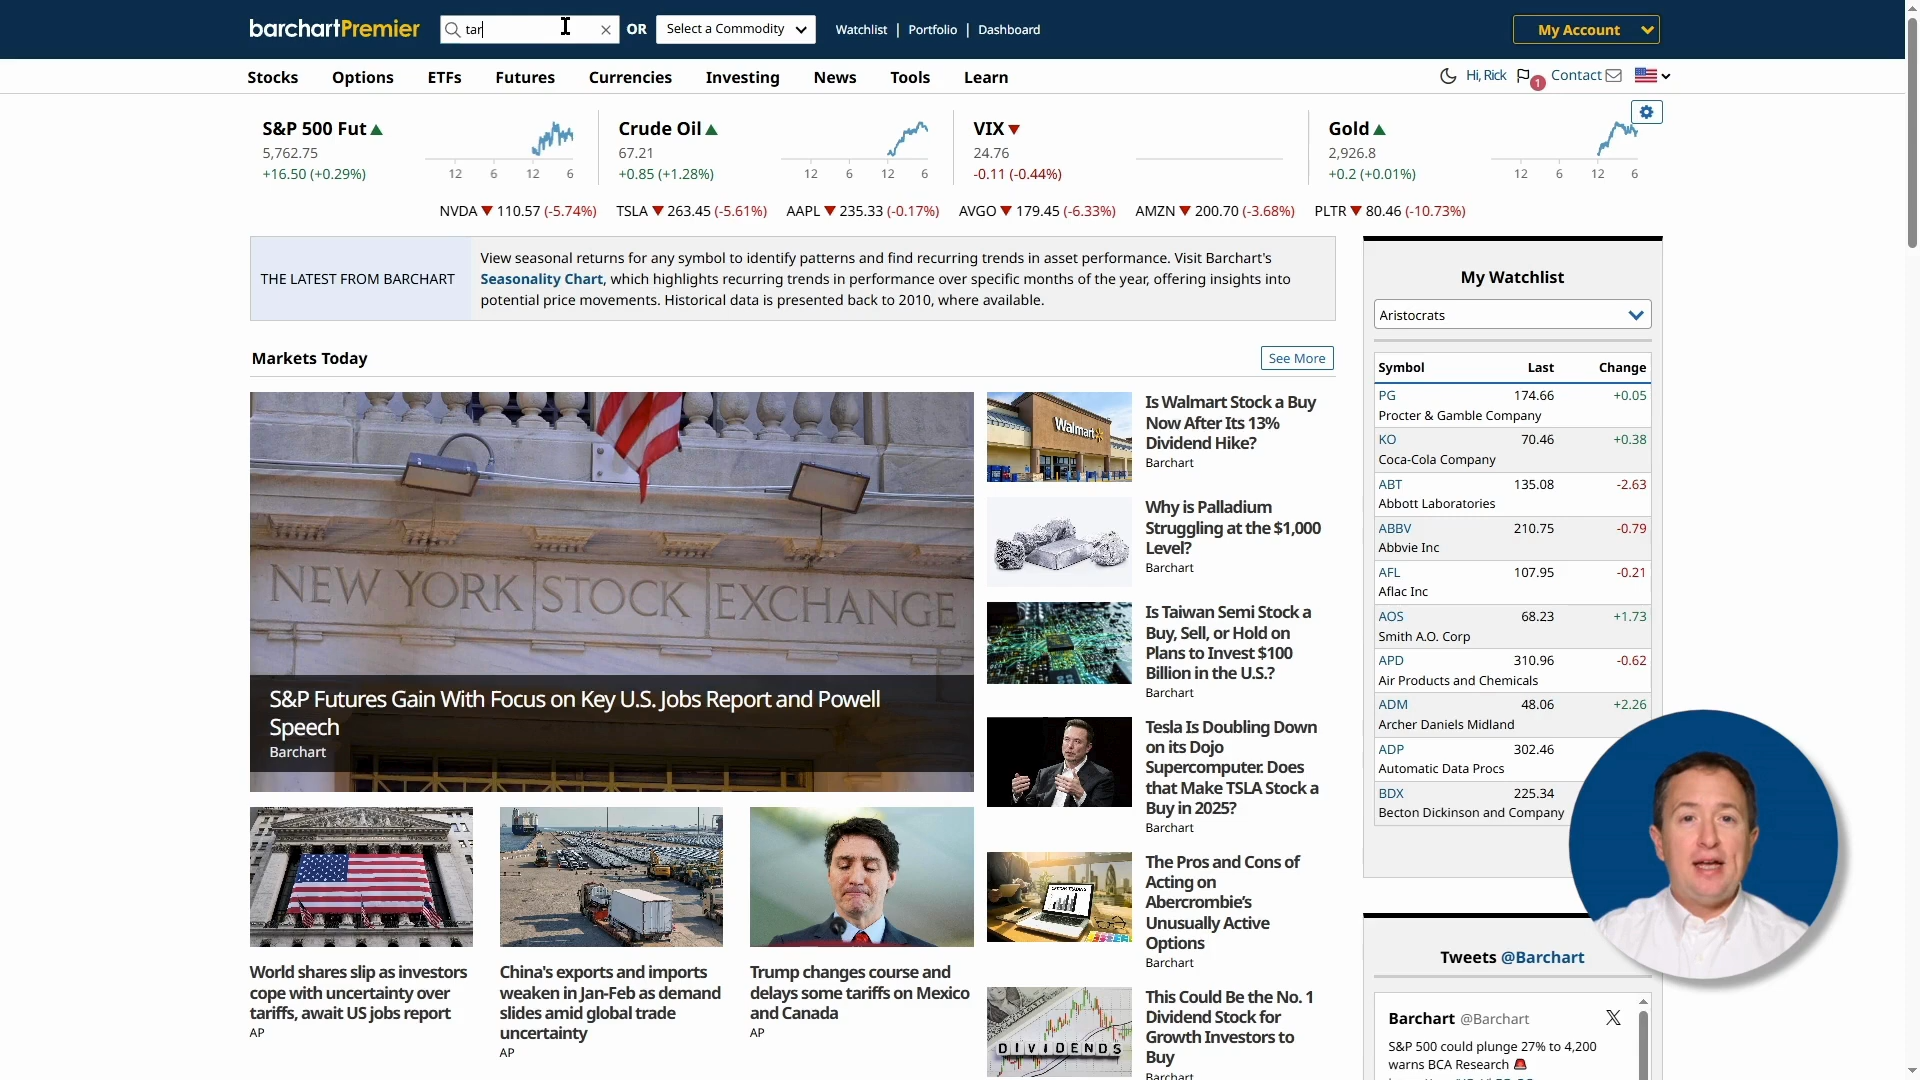 barchartPremier
tar
OR
Select a Commodity
Watchlist | Portfolio | Dashboard
My Account
Stocks
Options
ETFs
Futures
Currencies
Investing
News
Tools
Learn
Hi, Rick
1
Contact
S&P 500 Fut
5,762.75
+16.50 (+0.29%)
12 6 12 6
Crude Oil
67.21
+0.85 (+1.28%)
12 6 12 6
VIX
24.76
-0.11 (-0.44%)
Gold
2,926.8
+0.2 (+0.01%)
12 6 12 6
NVDA 110.57 (-5.74%) TSLA 263.45 (-5.61%) AAPL 235.33 (-0.17%) AVGO 179.45 (-6.33%) AMZN 200.70 (-3.68%) PLTR 80.46 (-10.73%)
THE LATEST FROM BARCHART
View seasonal returns for any symbol to identify patterns and find recurring trends in asset performance. Visit Barchart's
Seasonality Chart, which highlights recurring trends in performance over specific months of the year, offering insights into
potential price movements. Historical data is presented back to 2010, where available.
Markets Today
See More
NEW YORK STOCK EXCHANGE
S&P Futures Gain With Focus on Key U.S. Jobs Report and Powell
Speech
Barchart
World shares slip as investors
cope with uncertainty over
tariffs, await US jobs report
AP
China's exports and imports
weaken in Jan-Feb as demand
slides amid global trade
uncertainty
AP
Trump changes course and
delays some tariffs on Mexico
and Canada
AP
Walmart
Is Walmart Stock a Buy
Now After Its 13%
Dividend Hike?
Barchart
Why is Palladium
Struggling at the $1,000
Level?
Barchart
Is Taiwan Semi Stock a
Buy, Sell, or Hold on
Plans to Invest $100
Billion in the U.S.?
Barchart
Tesla Is Doubling Down
on its Dojo
Supercomputer. Does
that Make TSLA Stock a
Buy in 2025?
Barchart
The Pros and Cons of
Acting on
Abercrombie's
Unusually Active
Options
Barchart
DIVIDENDS
This Could Be the No. 1
Dividend Stock for
Growth Investors to
Buy
Barchart
My Watchlist
Aristocrats
Symbol Last Change
PG 174.66 +0.05
Procter & Gamble Company
KO 70.46 +0.38
Coca-Cola Company
ABT 135.08 -2.63
Abbott Laboratories
ABBV 210.75 -0.79
Abbvie Inc
AFL 107.95 -0.21
Aflac Inc
AOS 68.23 +1.73
Smith A.O. Corp
APD 310.96 -0.62
Air Products and Chemicals
ADM 48.06 +2.26
Archer Daniels Midland
ADP 302.46
Automatic Data Procs
BDX 225.34
Becton Dickinson and Company
Tweets @Barchart
Barchart @Barchart
S&P 500 could plunge 27% to 4,200
warns BCA Research